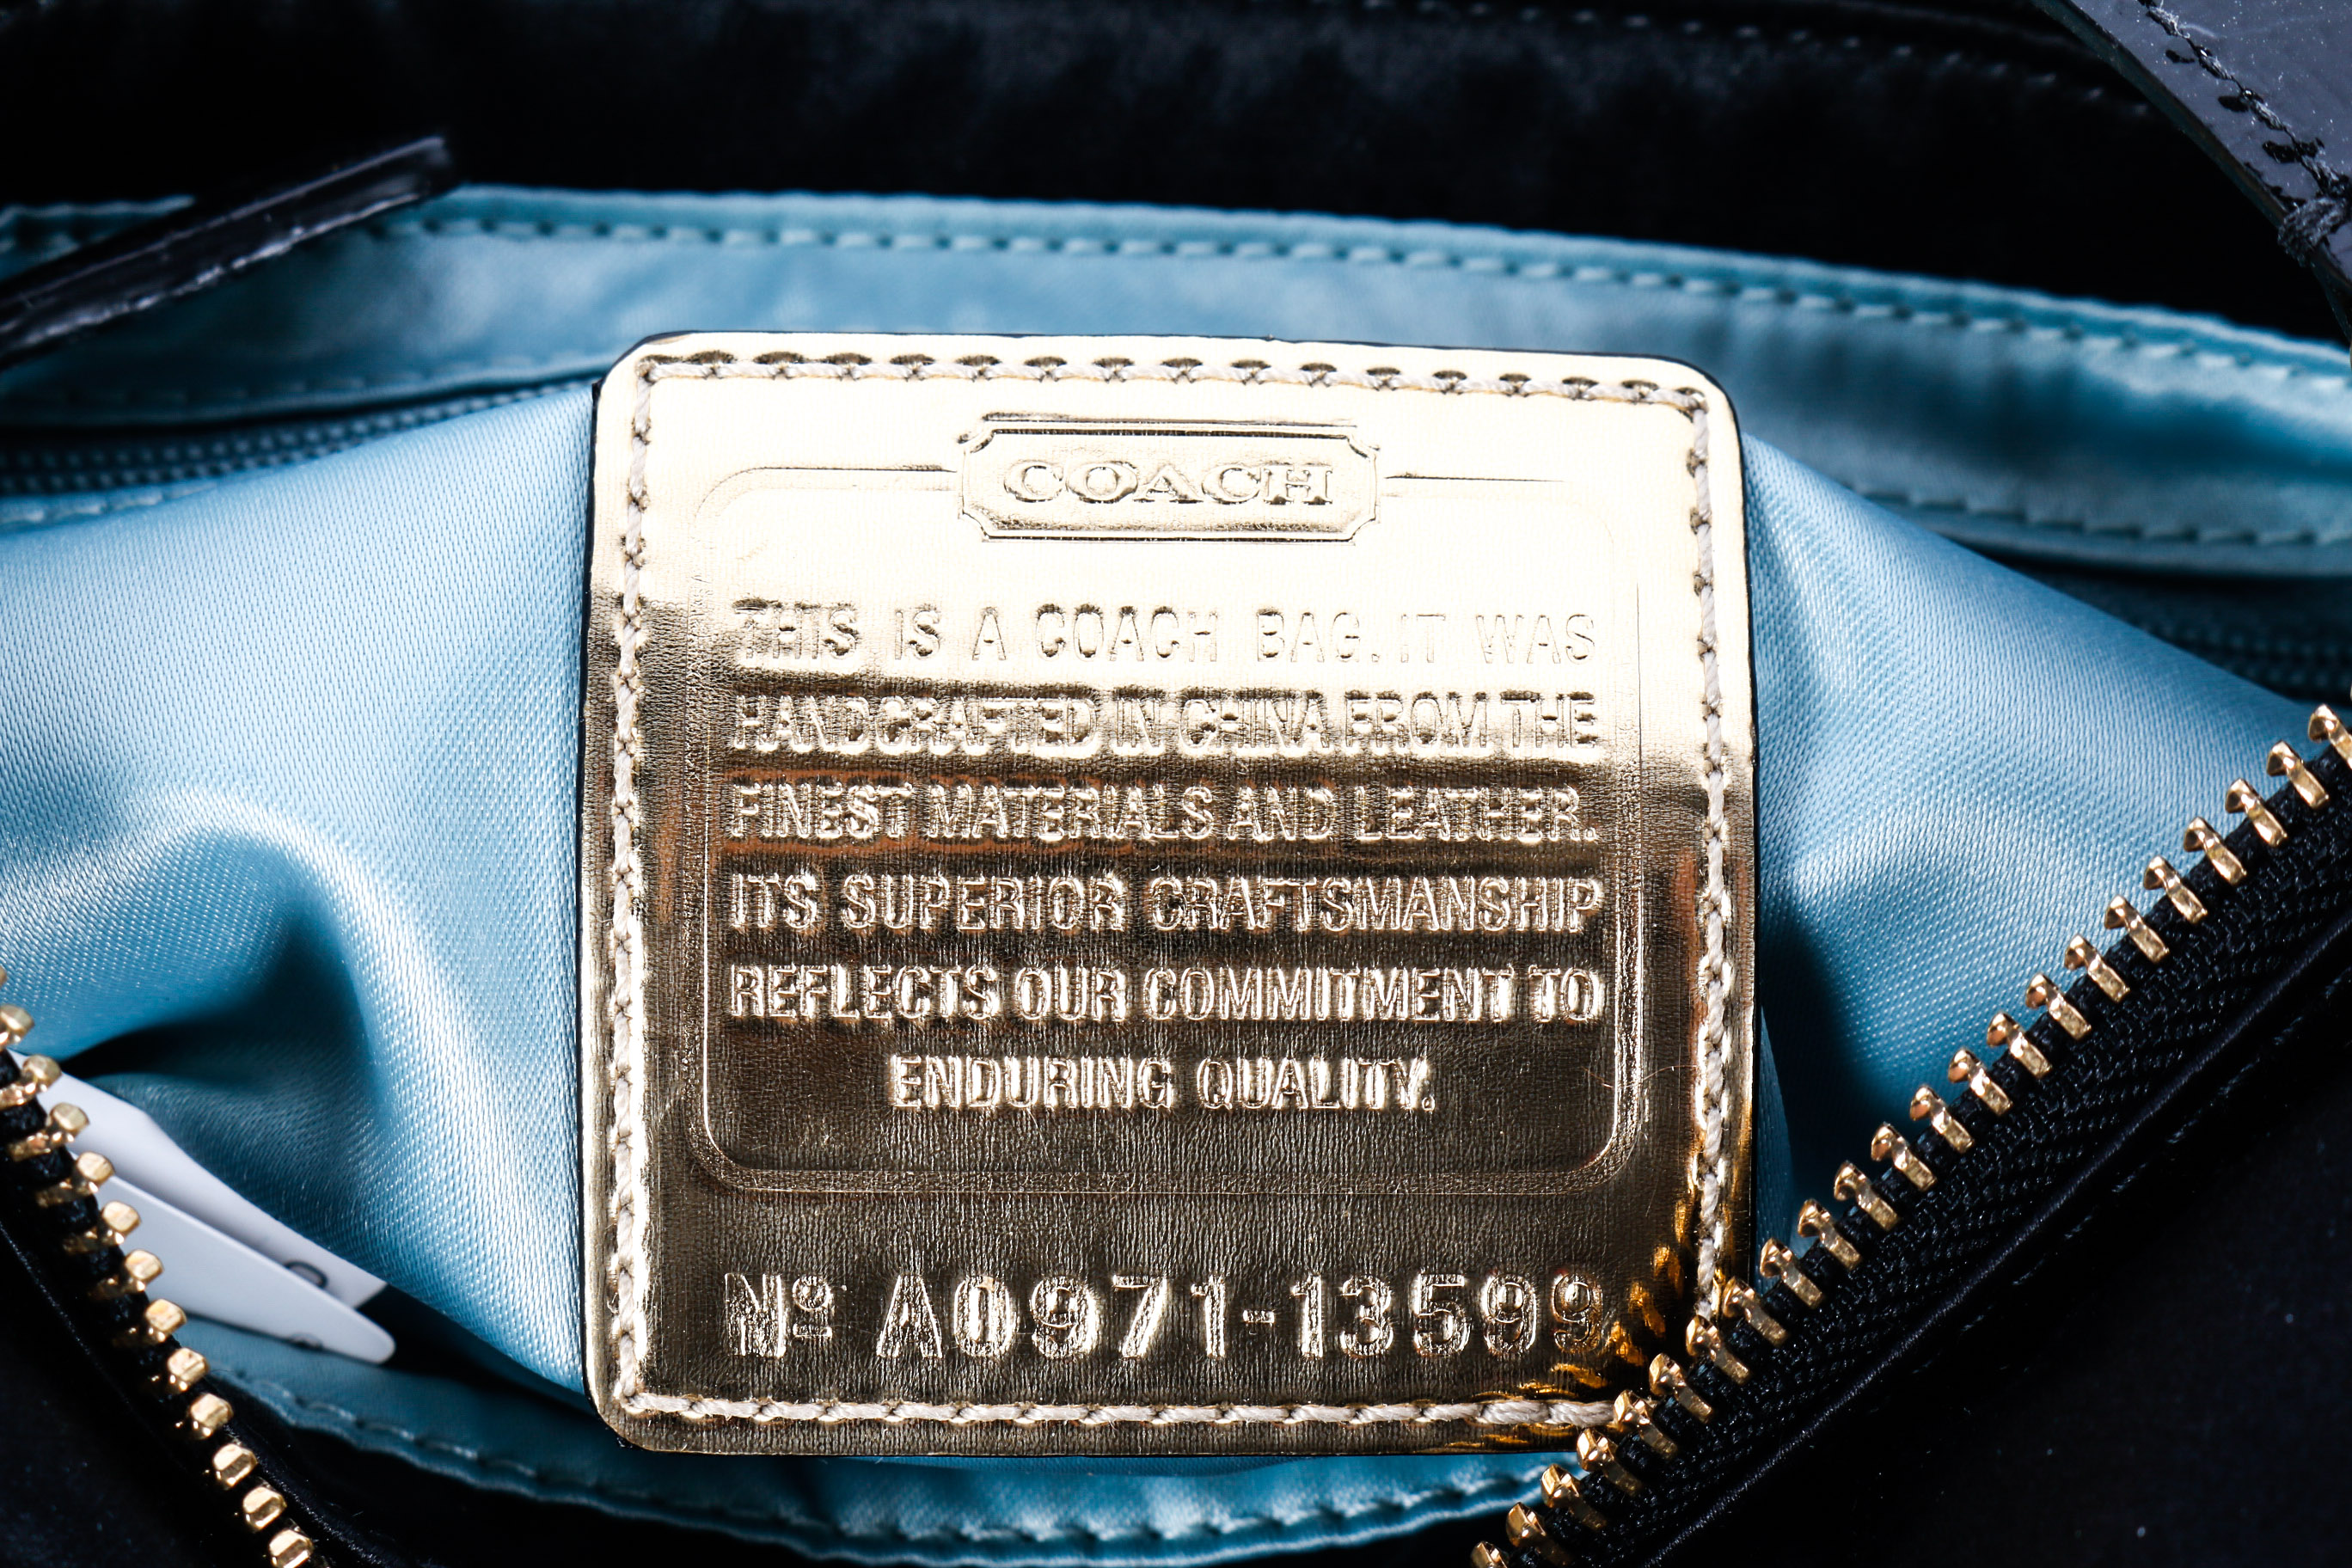 COACH
THIS IS A COACH BAG. IT WAS
HANDCRAFTED IN CHINA FROM THE
FINEST MATERIALS AND LEATHER.
ITS SUPERIOR CRAFTSMANSHIP
REFLECTS OUR COMMITMENT TO
ENDURING QUALITY.
Nº A0971-13599